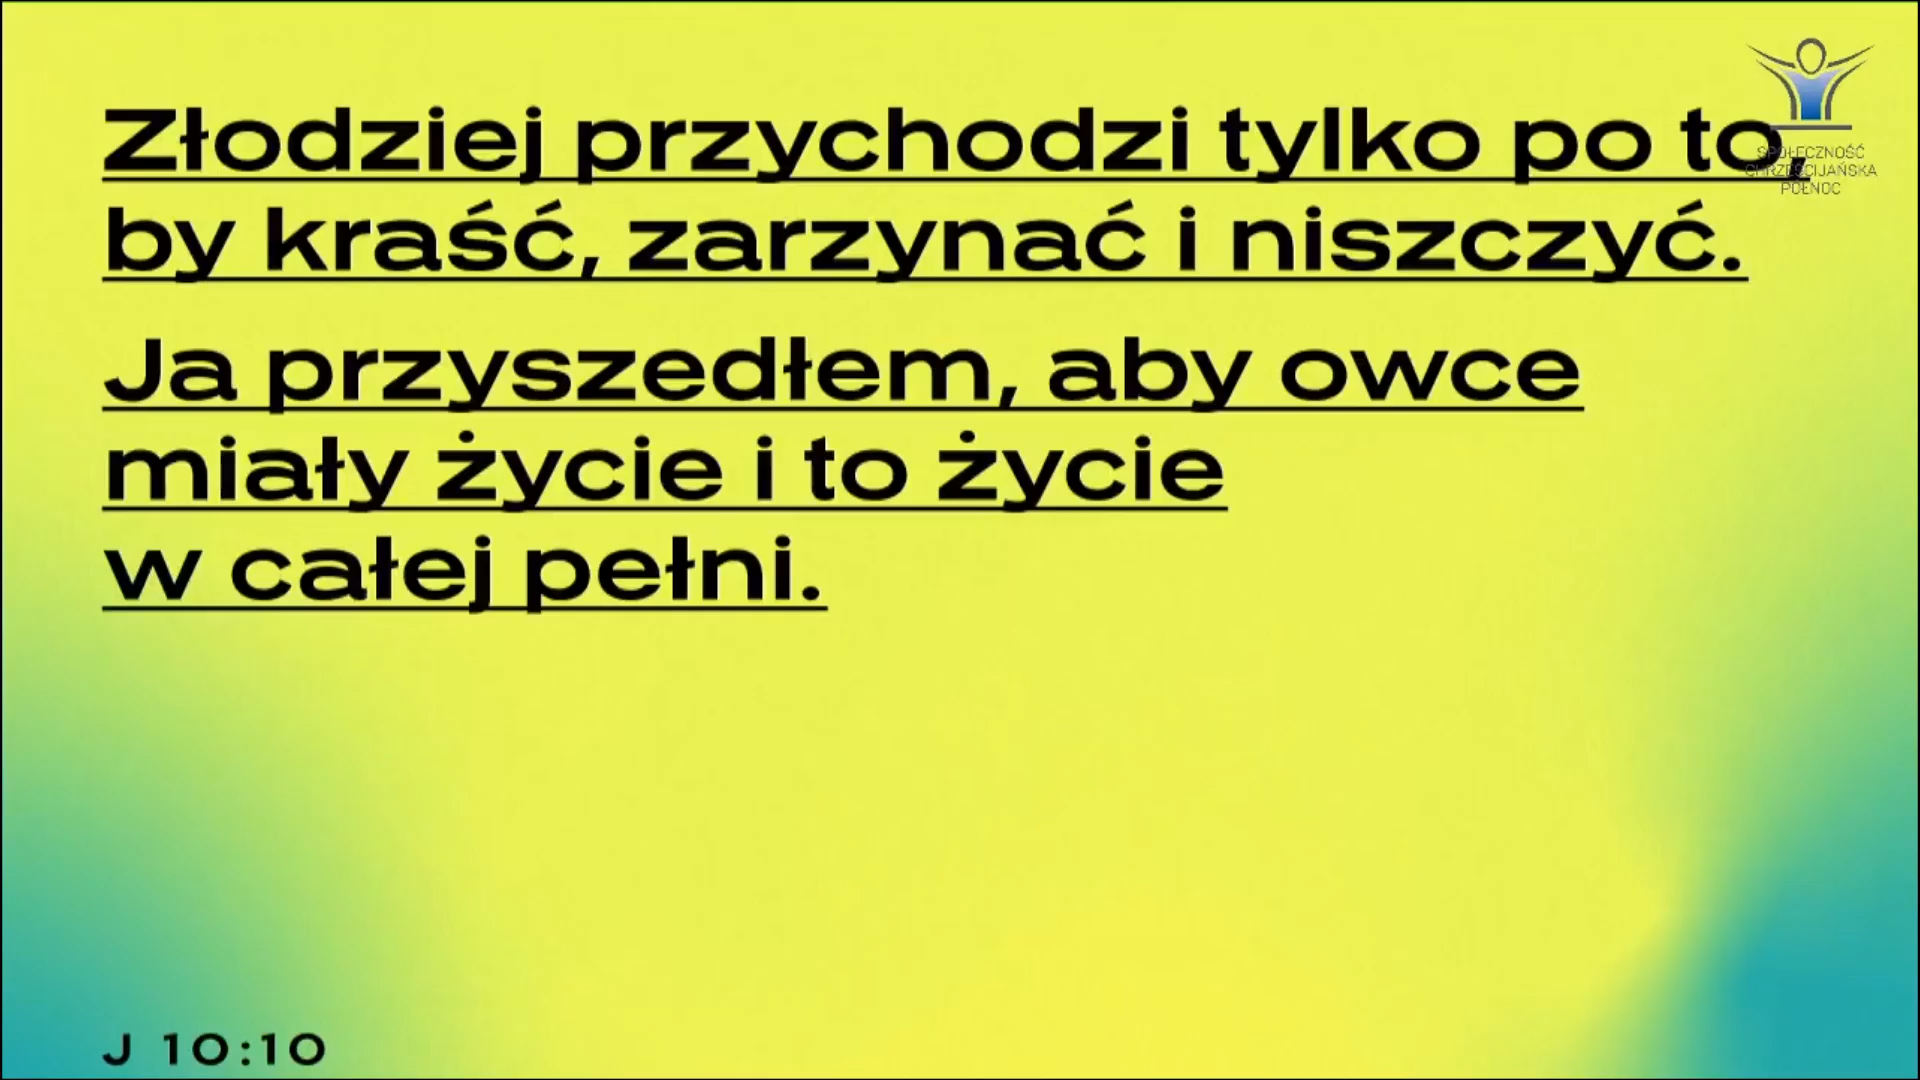 Złodziej przychodzi tylko po to,
by kraść, zarzynać i niszczyć.
Ja przyszedłem, aby owce
miały życie i to życie
w całej pełni.
SPOŁECZNOŚĆ
CHRZEŚCIJAŃSKA
PÓŁNOC
J 10:10